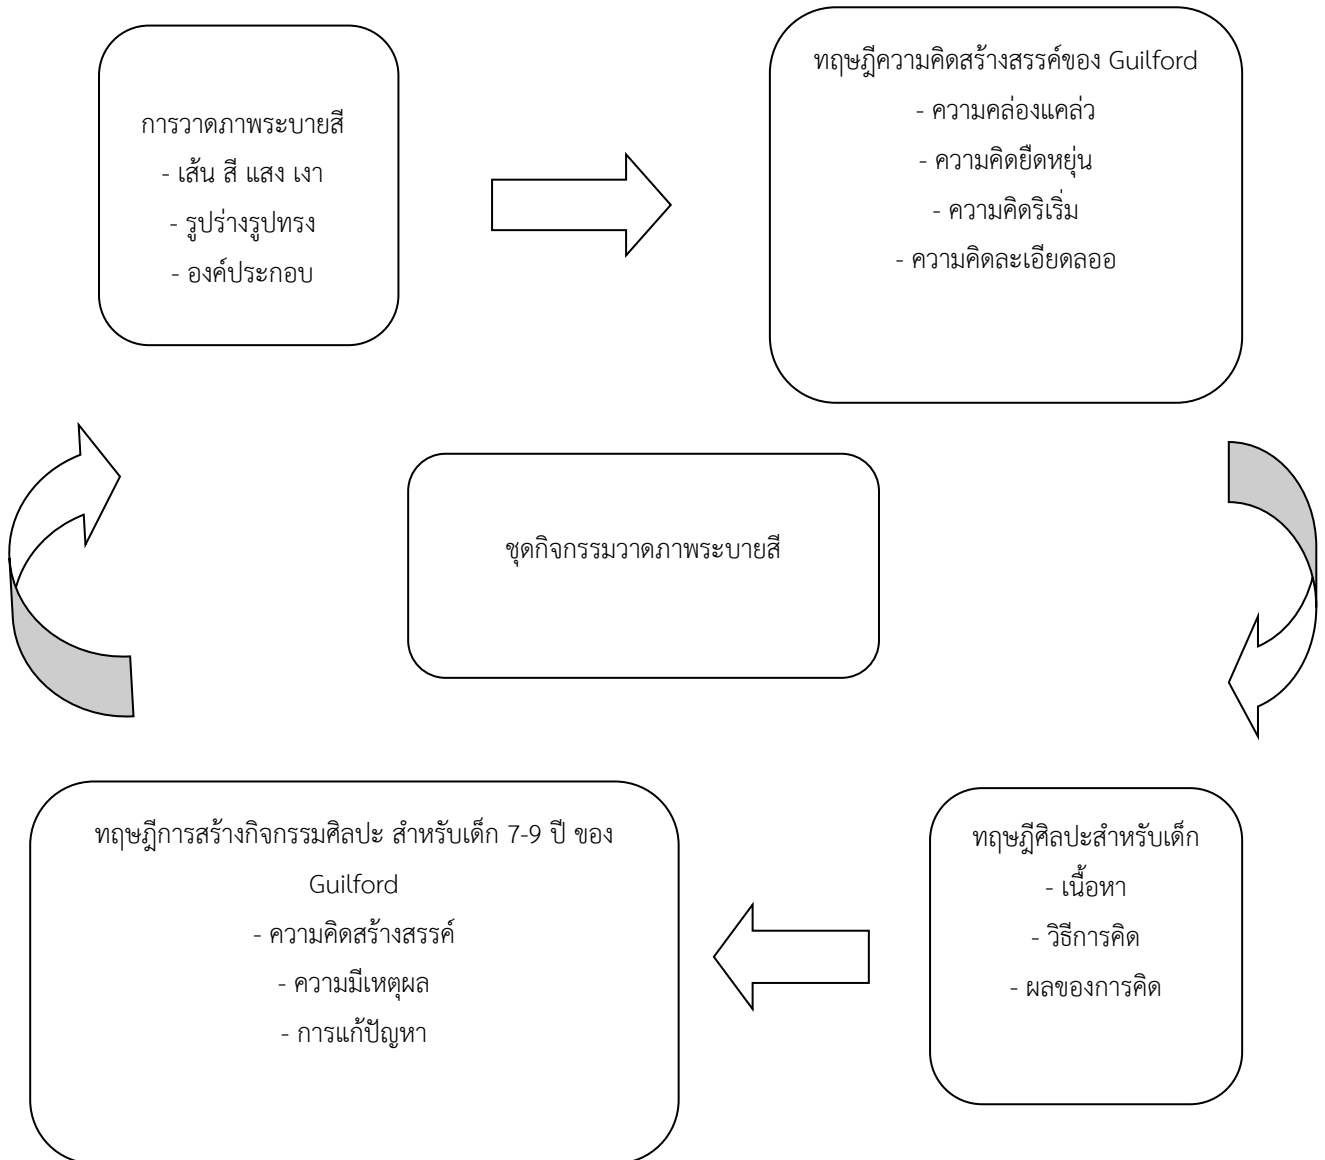 การวาดภาพระบายสี
- เส้น สี แสง เงา
- รูปร่างรูปทรง
- องค์ประกอบ
ทฤษฎีความคิดสร้างสรรค์ของ Guilford
- ความคล่องแคล่ว
- ความคิดยืดหยุ่น
- ความคิดริเริ่ม
- ความคิดละเอียดลออ
ชุดกิจกรรมวาดภาพระบายสี
ทฤษฎีการสร้างกิจกรรมศิลปะ สำหรับเด็ก 7-9 ปี ของ
Guilford
- ความคิดสร้างสรรค์
- ความมีเหตุผล
- การแก้ปัญหา
ทฤษฎีศิลปะสำหรับเด็ก
- เนื้อหา
- วิธีการคิด
- ผลของการคิด